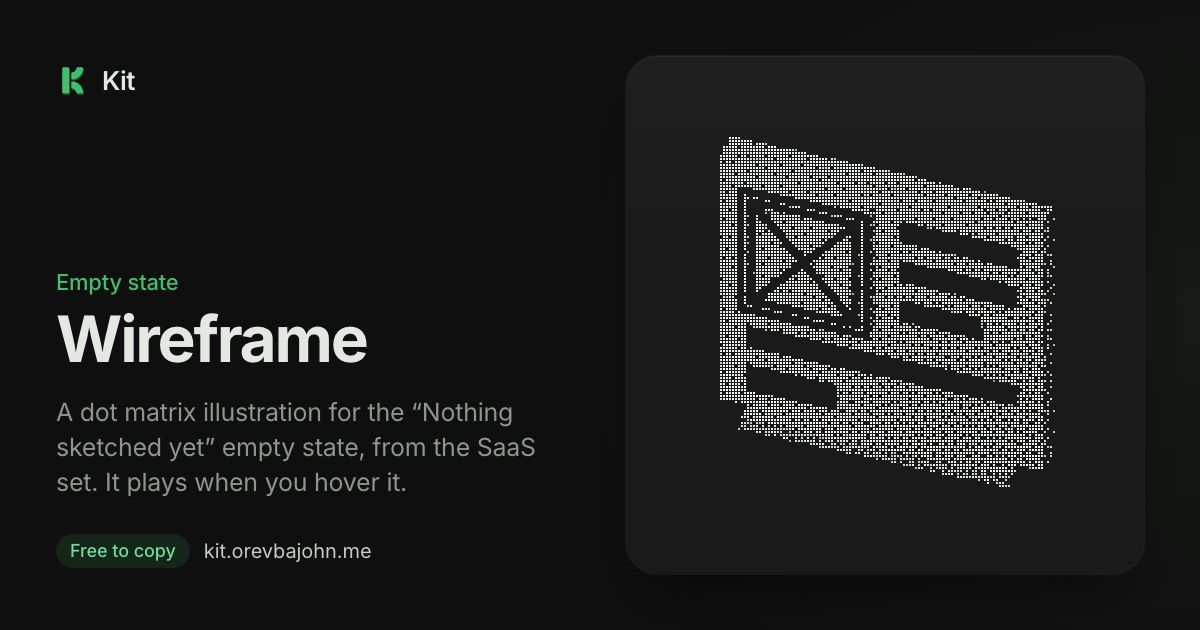 Kit
Empty state
Wireframe
A dot matrix illustration for the “Nothing
sketched yet” empty state, from the SaaS
set. It plays when you hover it.
Free to copy
kit.orevbajohn.me